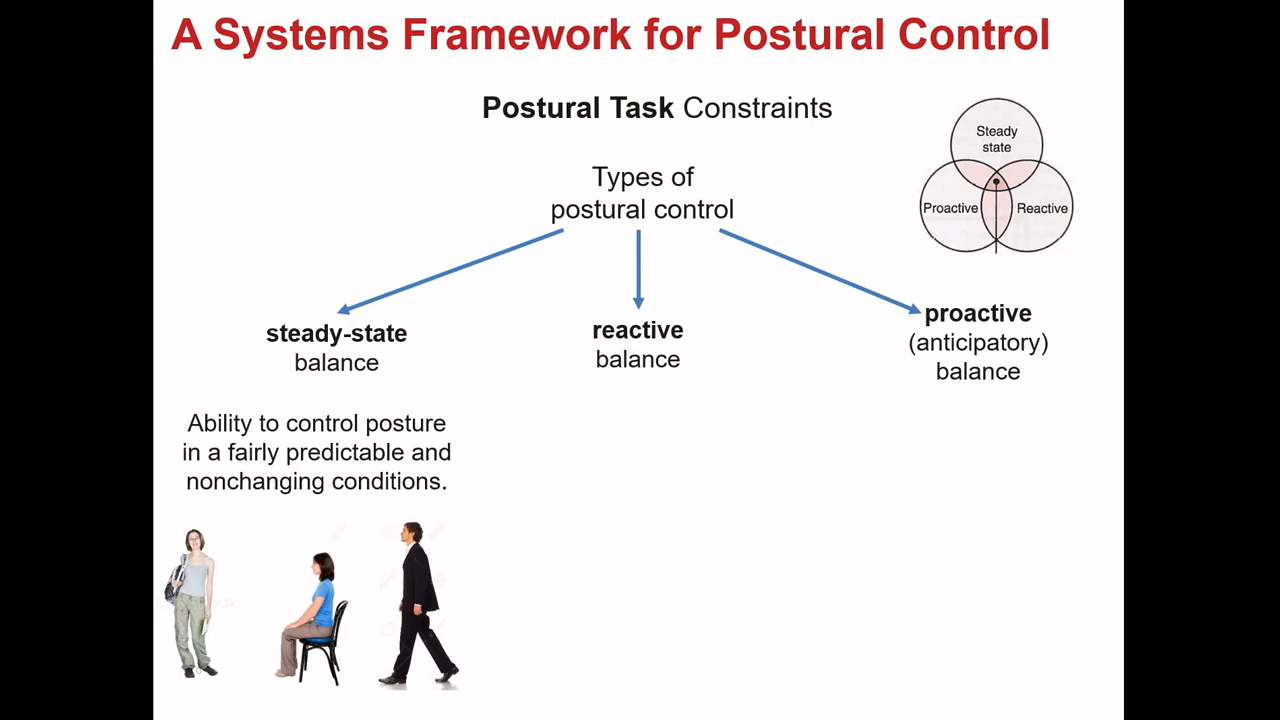 A Systems Framework for Postural Control
Postural Task Constraints
Types of
postural control
Steady
state
Proactive
Reactive
steady-state
balance
reactive
balance
proactive
(anticipatory)
balance
Ability to control posture
in a fairly predictable and
nonchanging conditions.